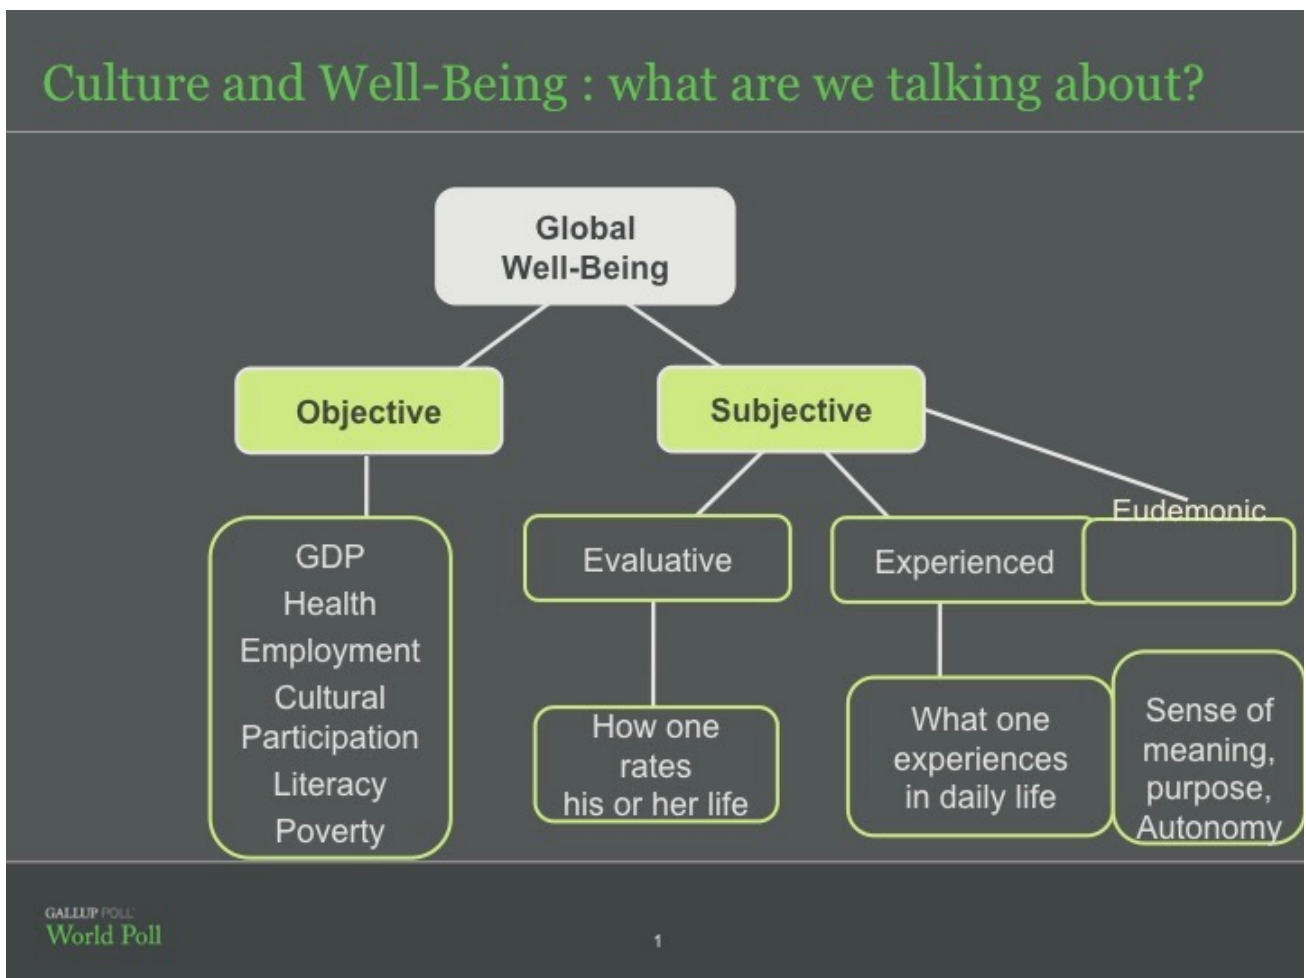 Culture and Well-Being : what are we talking about?
Global
Well-Being
Objective
Subjective
GDP
Health
Employment
Cultural
Participation
Literacy
Poverty
Evaluative
Experienced
Eudemonic
How one
rates
his or her life
What one
experiences
in daily life
Sense of
meaning,
purpose,
Autonomy
GALLUP POLL
World Poll
1